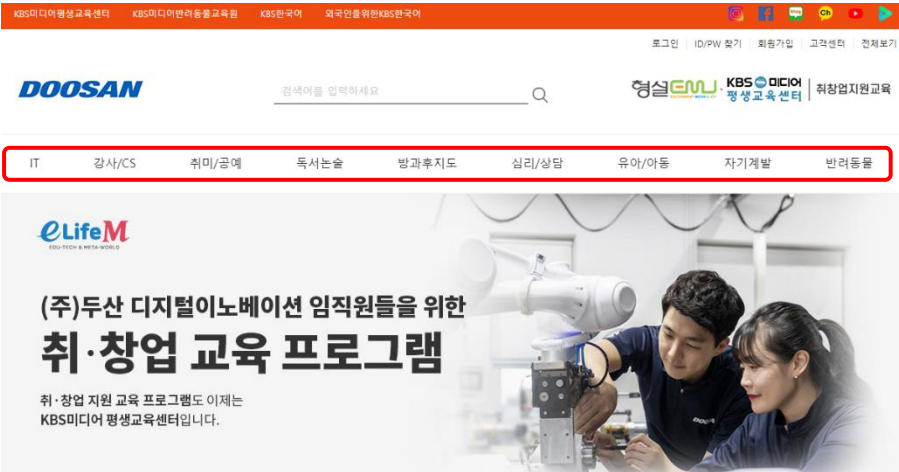 KBS미디어평생교육센터 KBS미디어반려동물교육원 KBS한국어 외국인을위한KBS한국어
Ch
로그인 ID/PW 찾기 회원가입 고객센터 전체보기
DOOSAN
검색어를 입력하세요
형설EMJ · KBS 미디어 평생교육센터 | 취창업지원교육
IT 강사/CS 취미/공예 독서논술 방과후지도 심리/상담 유아/아동 자기계발 반려동물
eLifeM
EDU-TECH & META-WORLD
(주)두산 디지털이노베이션 임직원들을 위한
취·창업 교육 프로그램
취·창업 지원 교육 프로그램도 이제는
KBS미디어 평생교육센터입니다.
DOOSAN